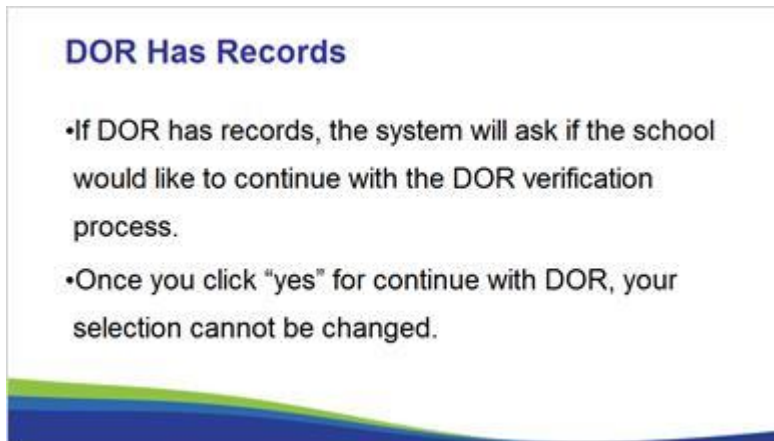 DOR Has Records
•If DOR has records, the system will ask if the school
would like to continue with the DOR verification
process.
•Once you click “yes” for continue with DOR, your
selection cannot be changed.